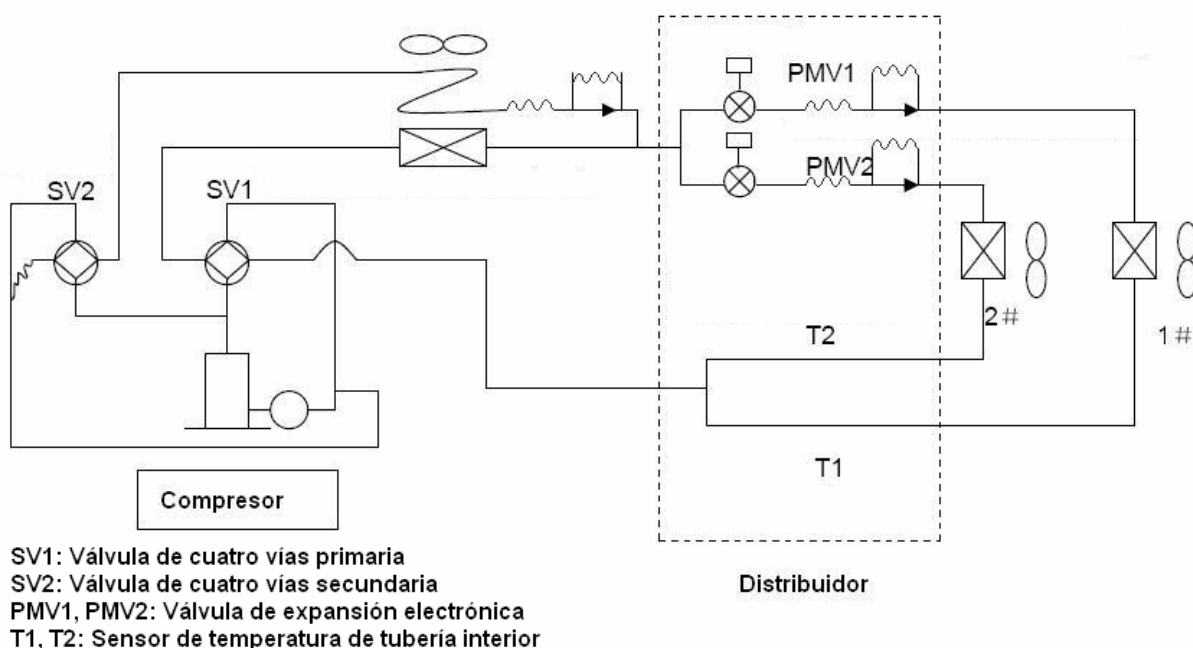 PMV1
PMV2
SV2
SV1
2#
1#
T2
T1
Compresor
SV1: Válvula de cuatro vías primaria
SV2: Válvula de cuatro vías secundaria
Distribuidor
PMV1, PMV2: Válvula de expansión electrónica
T1, T2: Sensor de temperatura de tubería interior